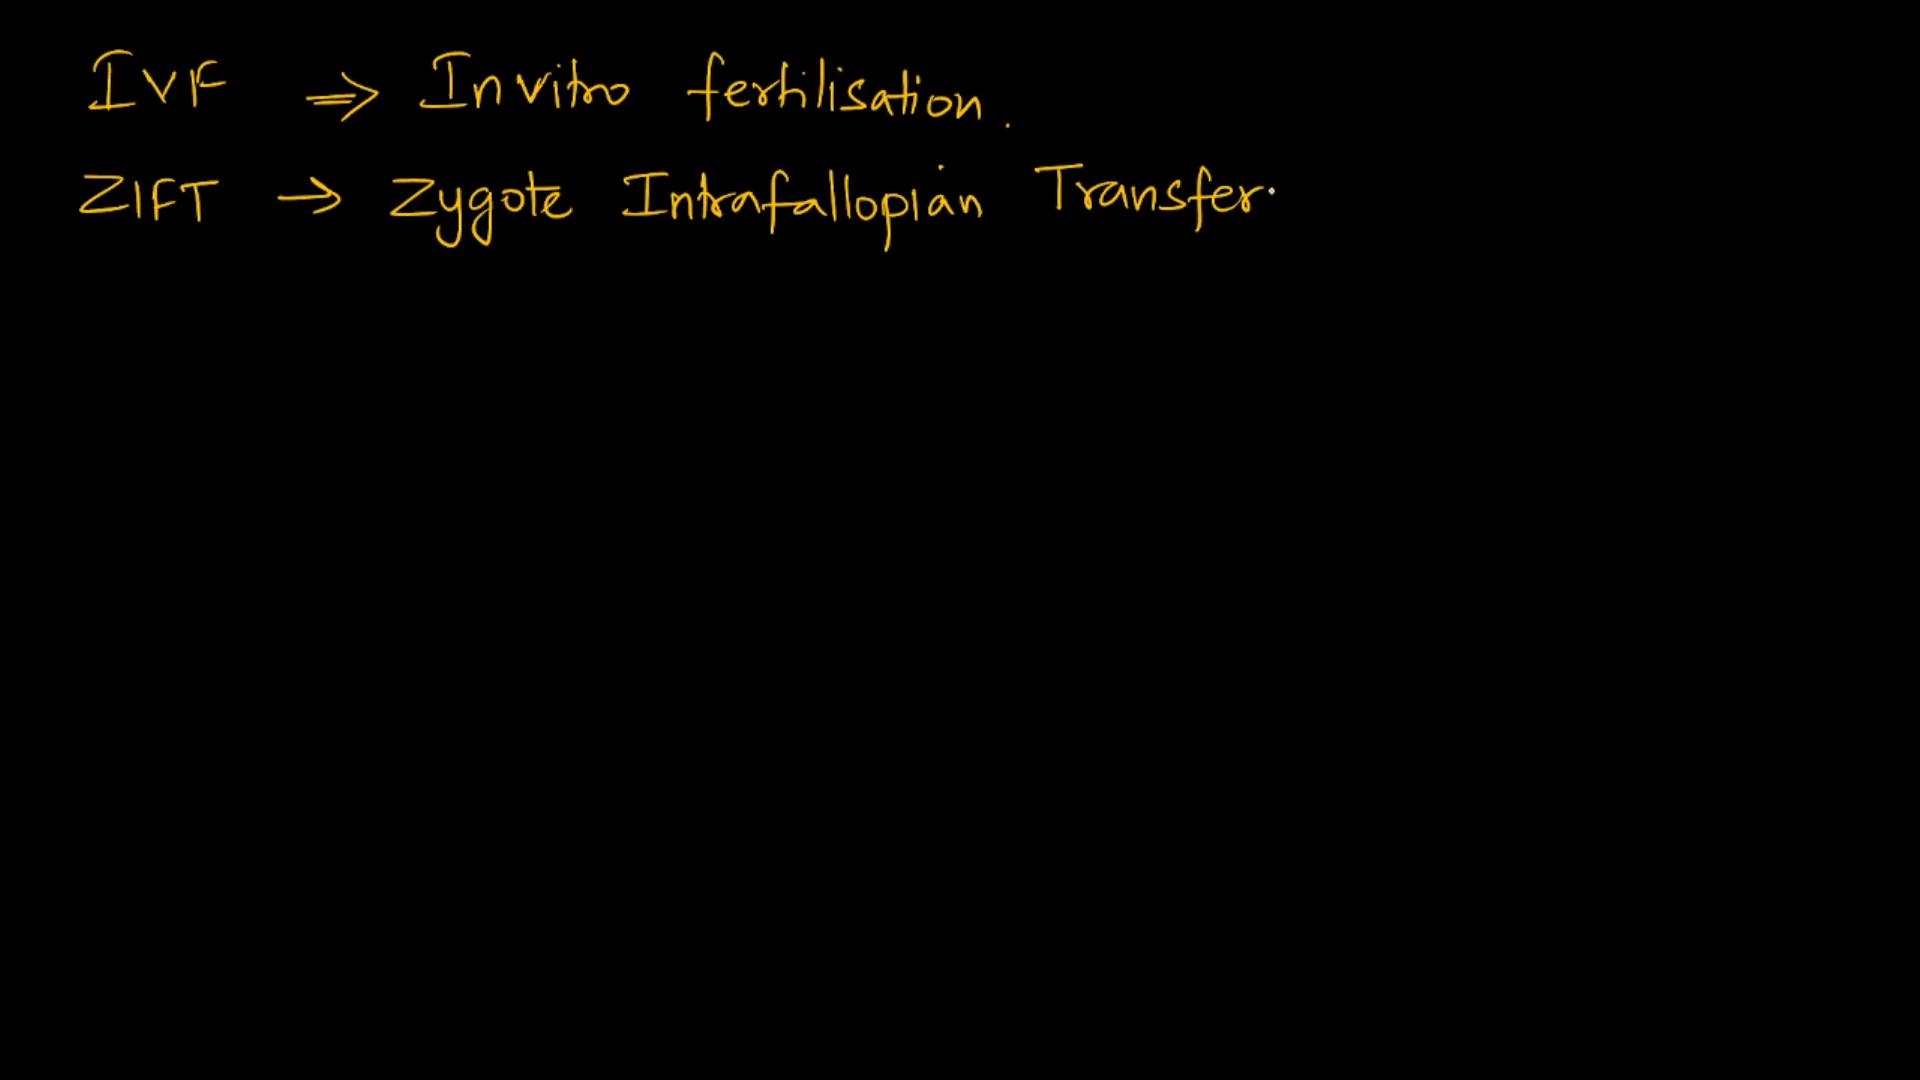 IVF ⇒ Invitro fertilisation.
ZIFT → Zygote Intrafallopian Transfer.